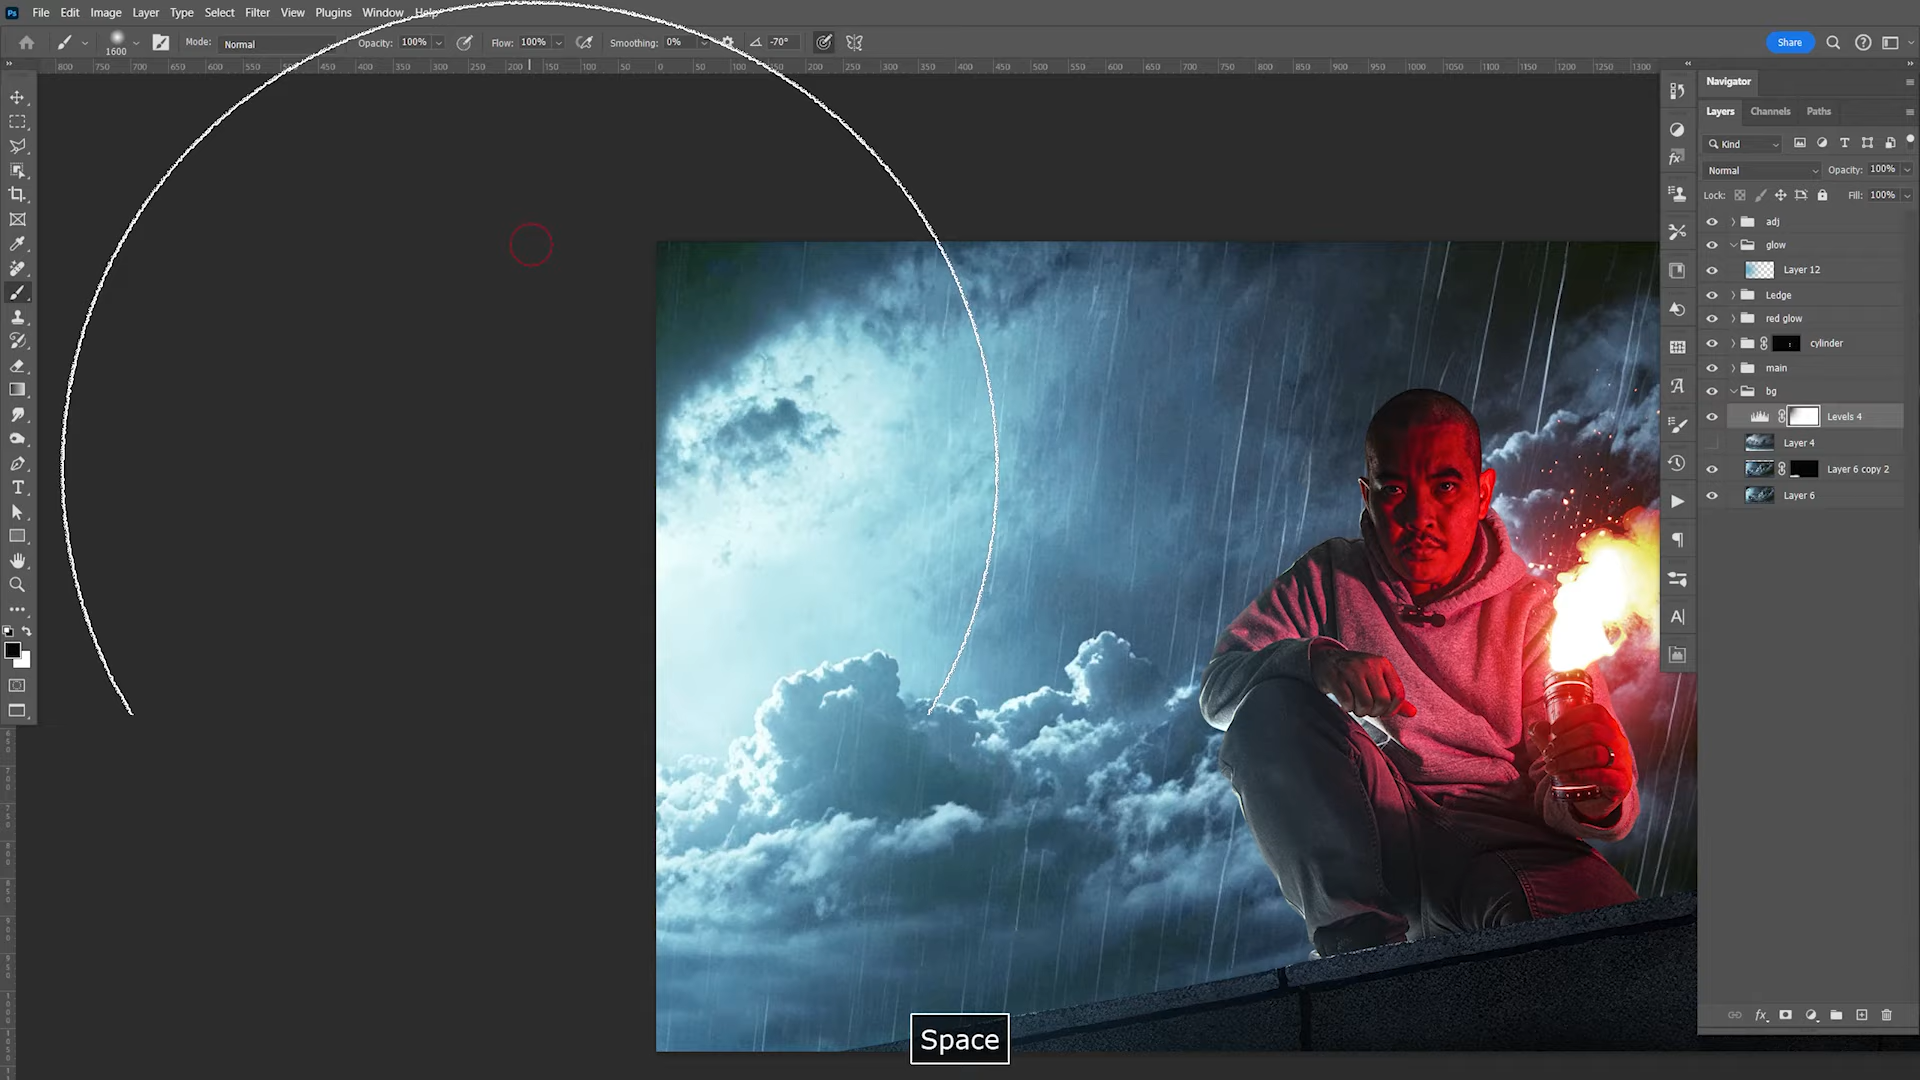 Ps File Edit Image Layer Type Select Filter View Plugins Window Help
1600 Mode: Normal Opacity: 100% Flow: 100% Smoothing: 0% -70° Share
800 750 700 650 600 550 500 450 400 350 300 250 200 150 100 50 0 50 100 150 200 250 300 350 400 450 500 550 600 650 700 750 800 850 900 950 1000 1050 1100 1150 1200 1250 1300
Navigator
Layers Channels Paths
Kind
Normal Opacity: 100%
Lock: Fill: 100%
adj
glow
Layer 12
Ledge
red glow
cylinder
main
bg
Levels 4
Layer 4
Layer 6 copy 2
Layer 6
Space